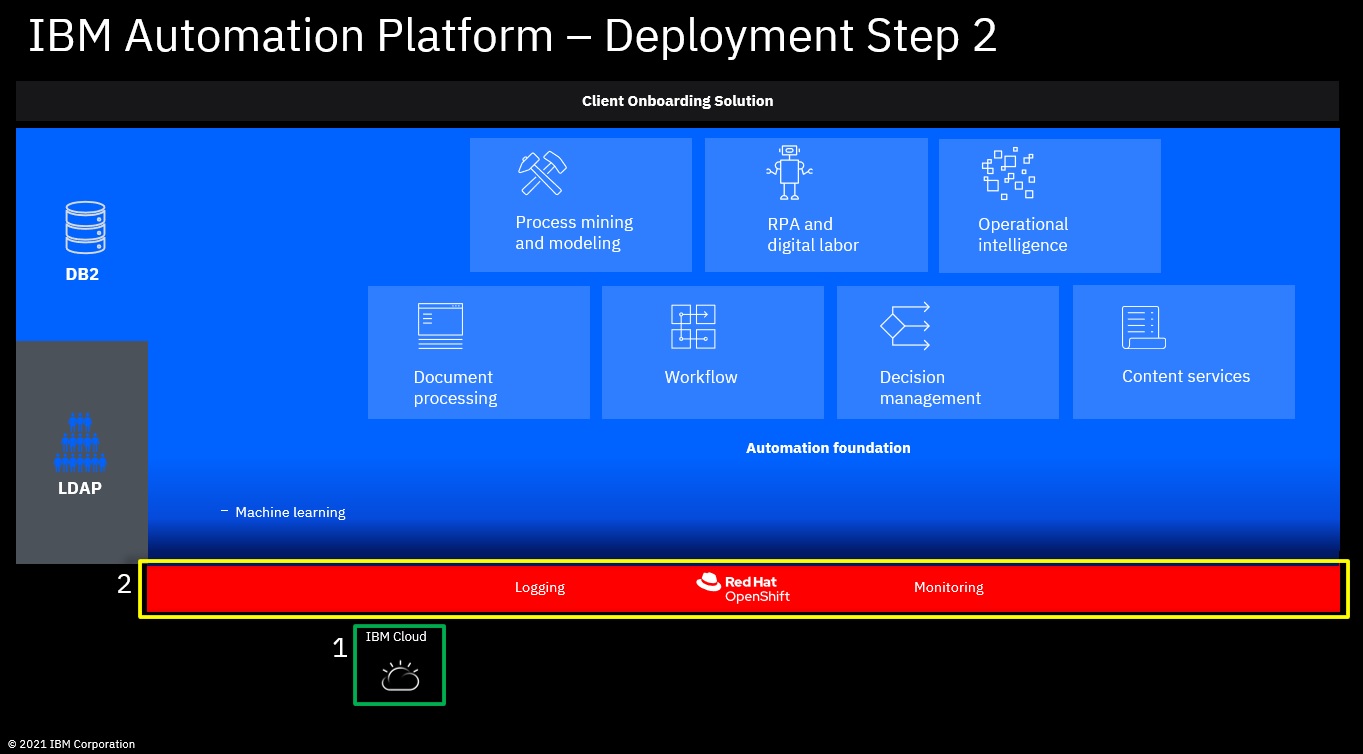 IBM Automation Platform – Deployment Step 2
Client Onboarding Solution
DB2
Process mining
and modeling
RPA and
digital labor
Operational
intelligence
Document
processing
Workflow
Decision
management
Content services
Automation foundation
LDAP
– Machine learning
2
Logging
Red Hat
OpenShift
Monitoring
1
IBM Cloud
© 2021 IBM Corporation